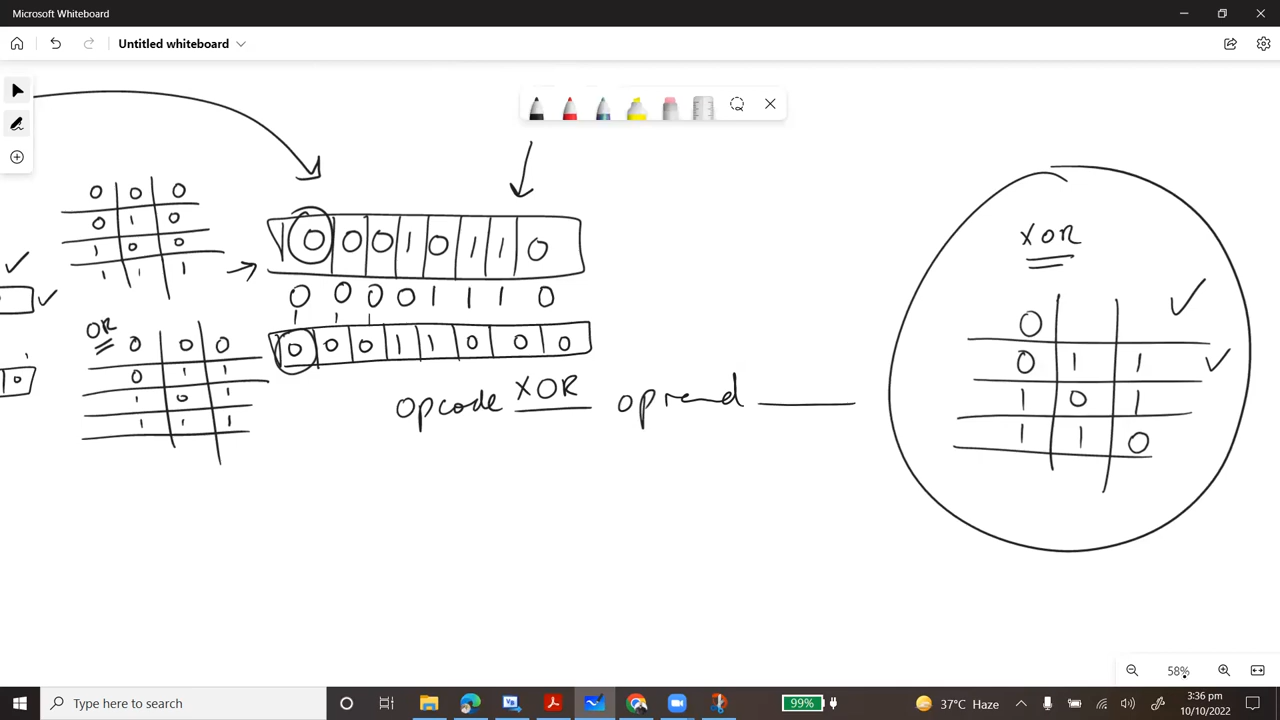 Microsoft Whiteboard
Untitled whiteboard
0 0 0
0 1 0
1 0 0
1 1 1
OR
0 0 0
0 1 1
1 0 1
1 1 1
0
0 0 0 1 0 1 1 0
0 0 0 0 1 1 1 0
0 0 0 1 1 0 0 0
opcode XOR oprend
XOR
0
0 1 1
1 0 1
1 1 0
58%
Type here to search
99%
37°C Haze
3:36 pm
10/10/2022